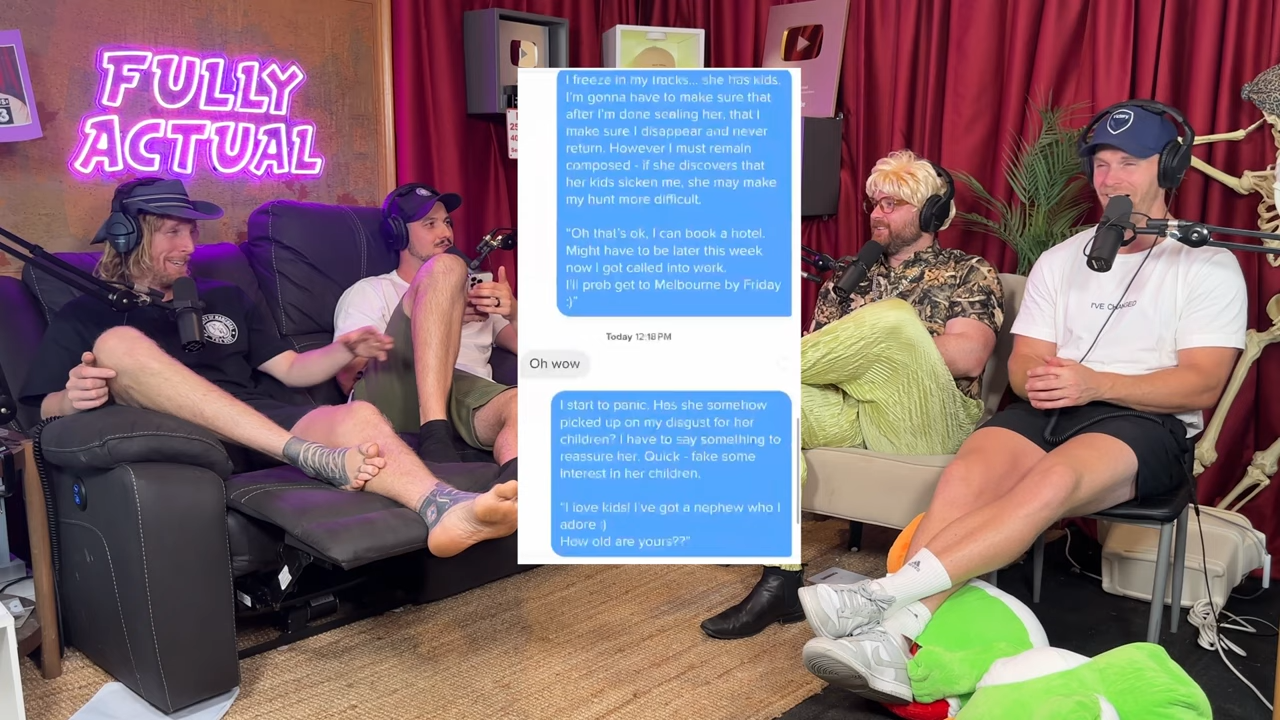 FULLY
ACTUAL
I freeze in my tracks... she has kids.
I'm gonna have to make sure that
after I'm done sealing her, that I
make sure I disappear and never
return. However I must remain
composed - if she discovers that
her kids sicken me, she may make
my hunt more difficult.
"Oh that's ok, I can book a hotel.
Might have to be later this week
now I got called into work.
I'll prob get to Melbourne by Friday
:)"
Today 12:18 PM
Oh wow
I start to panic. Has she somehow
picked up on my disgust for her
children? I have to say something to
reassure her. Quick - fake some
interest in her children.
"I love kids! I've got a nephew who I
adore :)
How old are yours??"
I'VE CHANGED